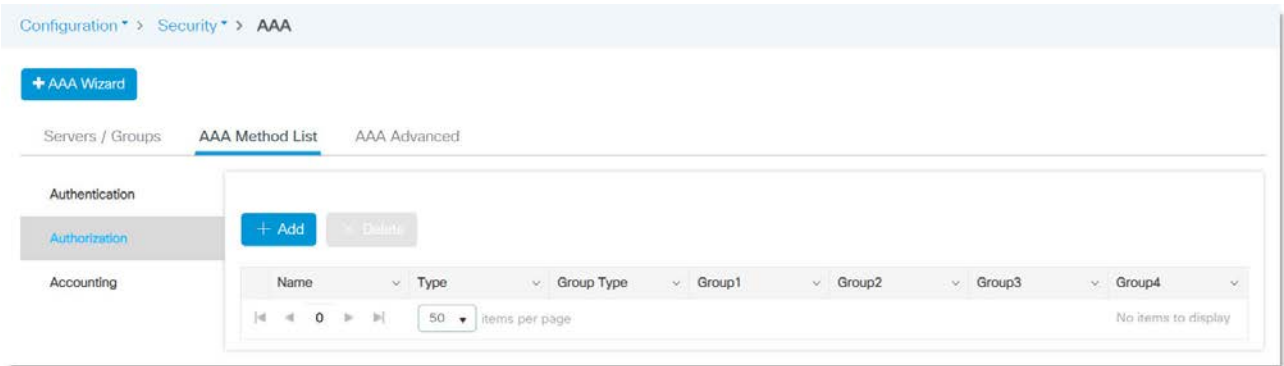 Configuration > Security > AAA
+ AAA Wizard
Servers / Groups AAA Method List AAA Advanced
Authentication
Authorization
Accounting
+ Add × Delete
Name Type Group Type Group1 Group2 Group3 Group4
0 50 items per page No items to display